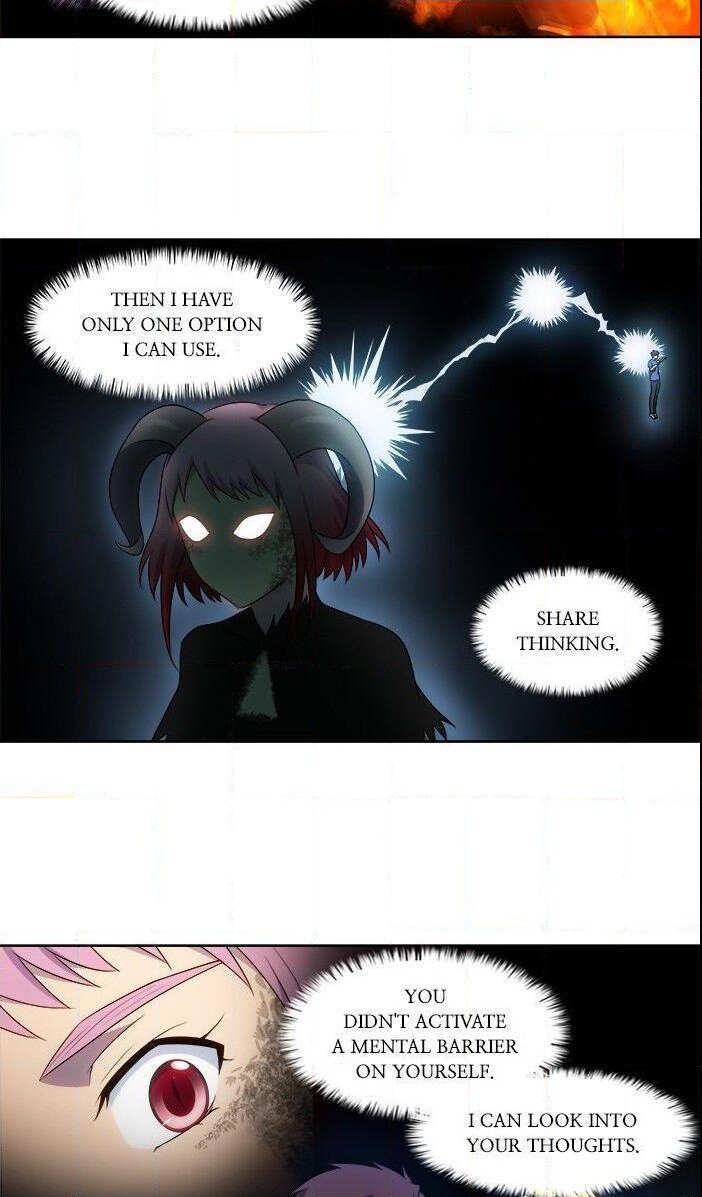 THEN I HAVE
ONLY ONE OPTION
I CAN USE.
SHARE
THINKING.
YOU
DIDN'T ACTIVATE
A MENTAL BARRIER
ON YOURSELF.
I CAN LOOK INTO
YOUR THOUGHTS.